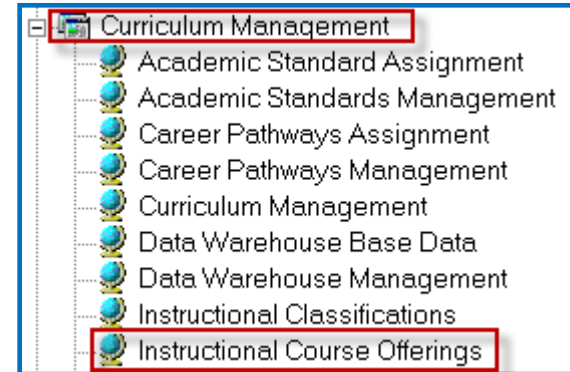 Curriculum Management
Academic Standard Assignment
Academic Standards Management
Career Pathways Assignment
Career Pathways Management
Curriculum Management
Data Warehouse Base Data
Data Warehouse Management
Instructional Classifications
Instructional Course Offerings